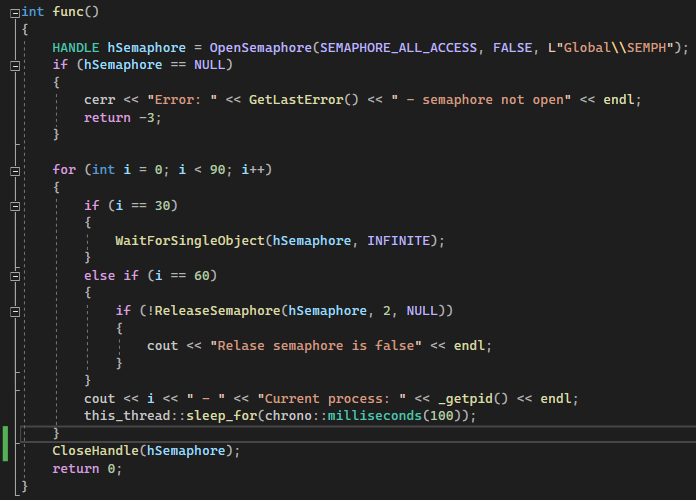 int func()
{
HANDLE hSemaphore = OpenSemaphore(SEMAPHORE_ALL_ACCESS, FALSE, L"Global\\SEMPH");
if (hSemaphore == NULL)
{
cerr << "Error: " << GetLastError() << " - semaphore not open" << endl;
return -3;
}
for (int i = 0; i < 90; i++)
{
if (i == 30)
{
WaitForSingleObject(hSemaphore, INFINITE);
}
else if (i == 60)
{
if (!ReleaseSemaphore(hSemaphore, 2, NULL))
{
cout << "Relase semaphore is false" << endl;
}
}
cout << i << " - " << "Current process: " << _getpid() << endl;
this_thread::sleep_for(chrono::milliseconds(100));
}
CloseHandle(hSemaphore);
return 0;
}